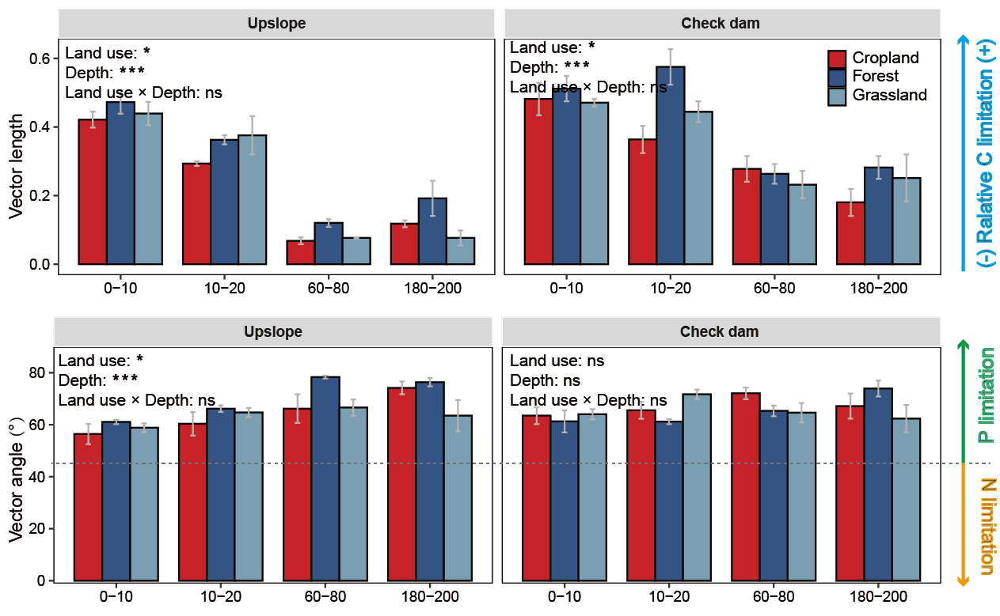 Upslope
Check dam
Land use: *
Depth: ***
Land use × Depth: ns
Land use: *
Depth: ***
Land use × Depth: ns
Cropland
Forest
Grassland
Vector length
0.6
0.4
0.2
0.0
0−10
10−20
60−80
180−200
0−10
10−20
60−80
180−200
(-) Ralative C limitation (+)
Upslope
Check dam
Land use: *
Depth: ***
Land use × Depth: ns
Land use: ns
Depth: ns
Land use × Depth: ns
Vector angle (°)
80
60
40
20
0
0−10
10−20
60−80
180−200
0−10
10−20
60−80
180−200
P limitation
N limitation